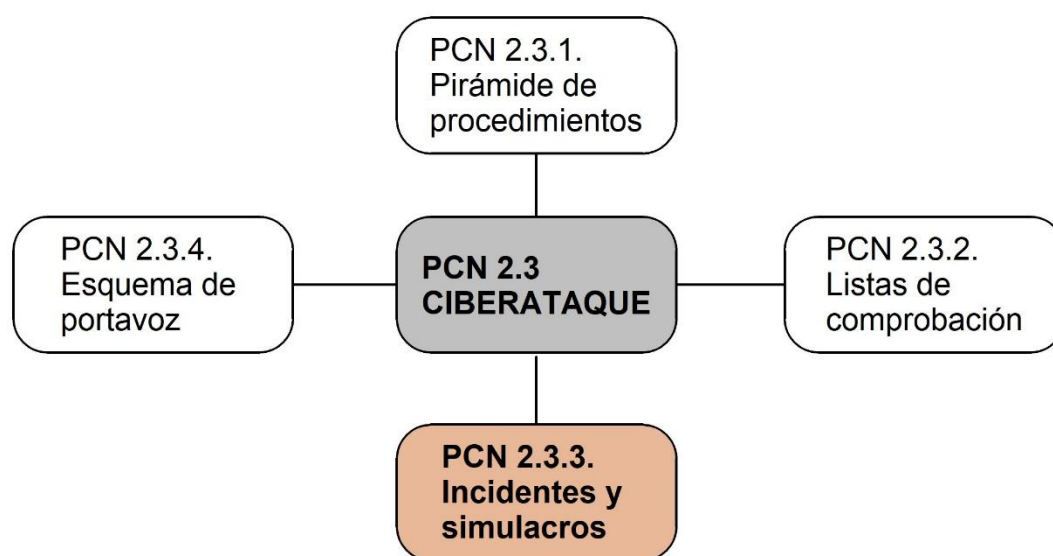 PCN 2.3.1.
Pirámide de
procedimientos
PCN 2.3.4.
Esquema de
portavoz
PCN 2.3
CIBERATAQUE
PCN 2.3.2.
Listas de
comprobación
PCN 2.3.3.
Incidentes y
simulacros